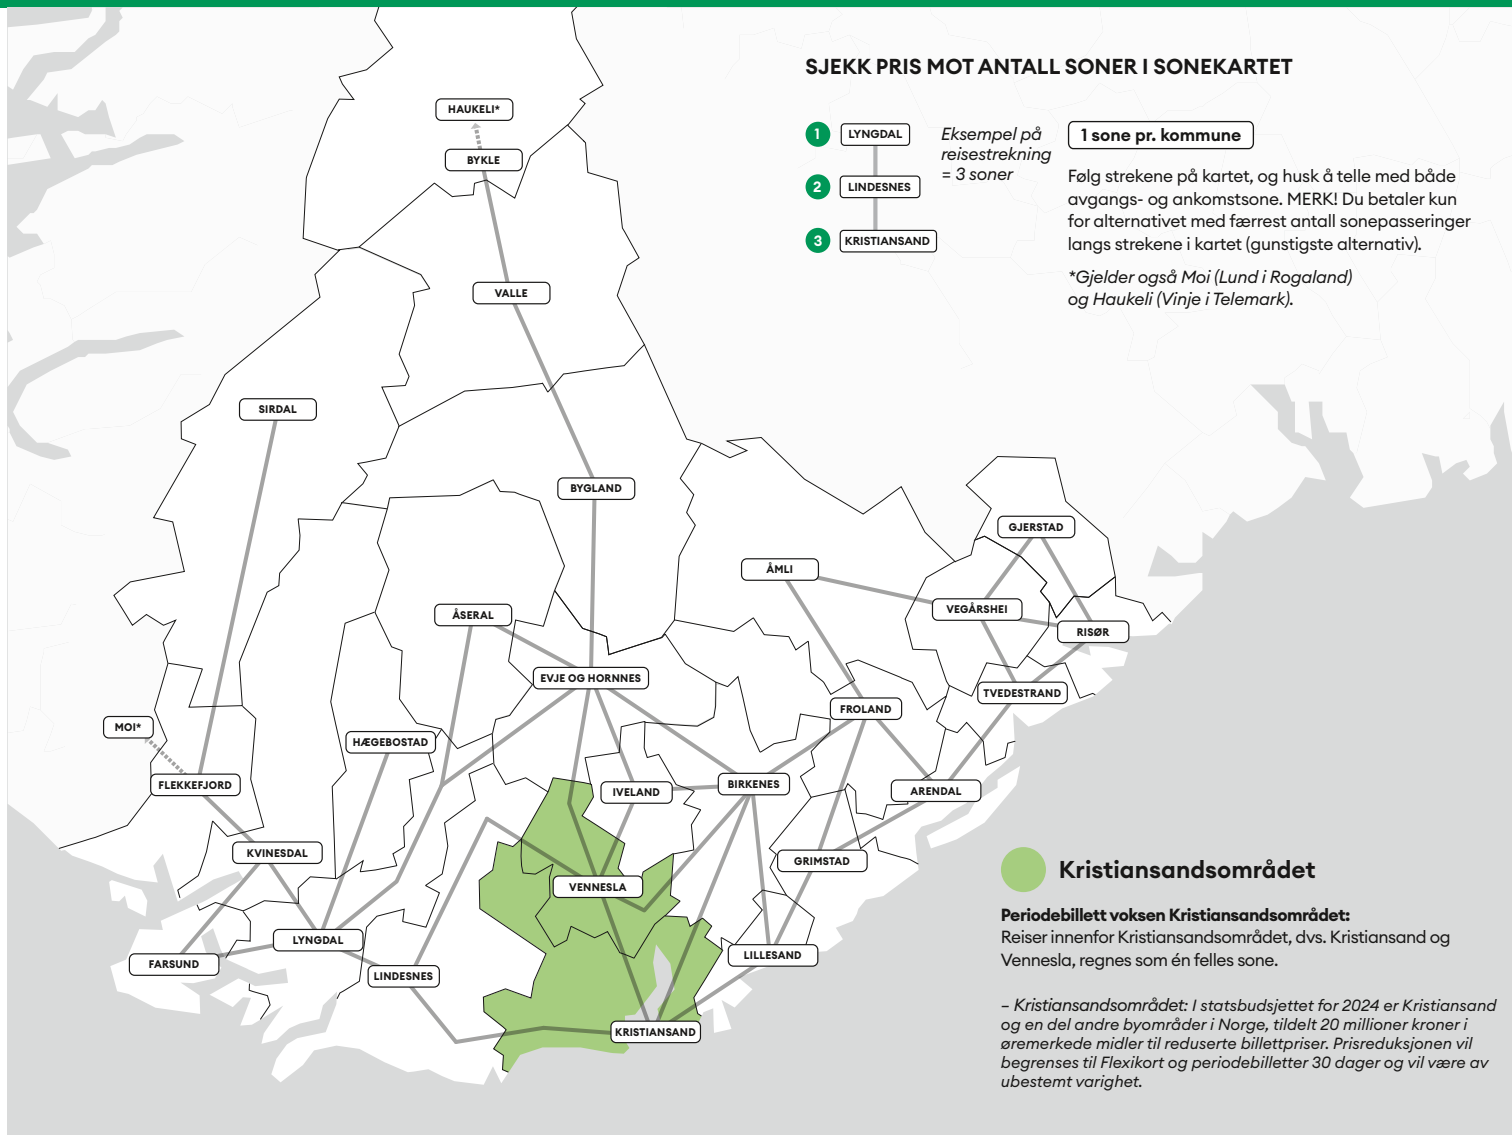 SJEKK PRIS MOT ANTALL SONER I SONEKARTET
1
LYNGDAL
2
LINDESNES
3
KRISTIANSAND
Eksempel på
reisestrekning
= 3 soner
1 sone pr. kommune
Følg strekene på kartet, og husk å telle med både
avgangs- og ankomstsone. MERK! Du betaler kun
for alternativet med færrest antall sonepasseringer
langs strekene i kartet (gunstigste alternativ).
*Gjelder også Moi (Lund i Rogaland)
og Haukeli (Vinje i Telemark).
HAUKELI*
BYKLE
VALLE
SIRDAL
BYGLAND
GJERSTAD
ÅMLI
VEGÅRSHEI
ÅSERAL
RISØR
EVJE OG HORNNES
TVEDESTRAND
FROLAND
MOI*
HÆGEBOSTAD
FLEKKEFJORD
IVELAND
BIRKENES
ARENDAL
KVINESDAL
GRIMSTAD
VENNESLA
LYNGDAL
LILLESAND
FARSUND
LINDESNES
KRISTIANSAND
Kristiansandsområdet
Periodebillett voksen Kristiansandsområdet:
Reiser innenfor Kristiansandsområdet, dvs. Kristiansand og
Vennesla, regnes som én felles sone.
– Kristiansandsområdet: I statsbudsjettet for 2024 er Kristiansand
og en del andre byområder i Norge, tildelt 20 millioner kroner i
øremerkede midler til reduserte billettpriser. Prisreduksjonen vil
begrenses til Flexikort og periodebilletter 30 dager og vil være av
ubestemt varighet.